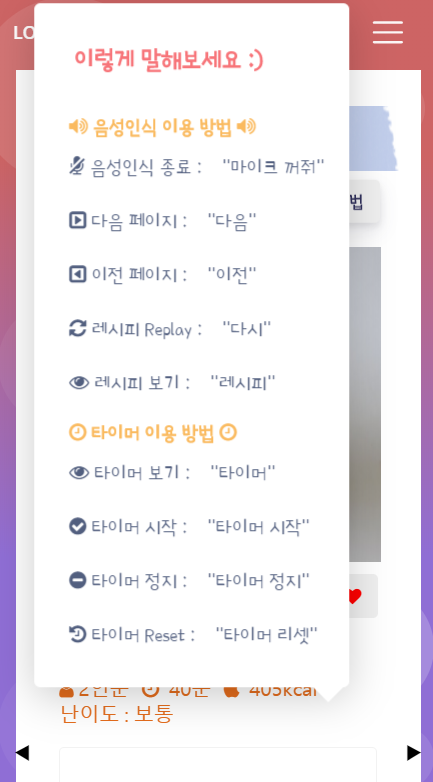 LO
이렇게 말해보세요 :)
음성인식 이용 방법
음성인식 종료 : "마이크 꺼줘"
법
다음 페이지 : "다음"
이전 페이지 : "이전"
레시피 Replay : "다시"
레시피 보기 : "레시피"
타이머 이용 방법
타이머 보기 : "타이머"
타이머 시작 : "타이머 시작"
타이머 정지 : "타이머 정지"
타이머 Reset : "타이머 리셋"
2인분 40분 405kcal
난이도 : 보통